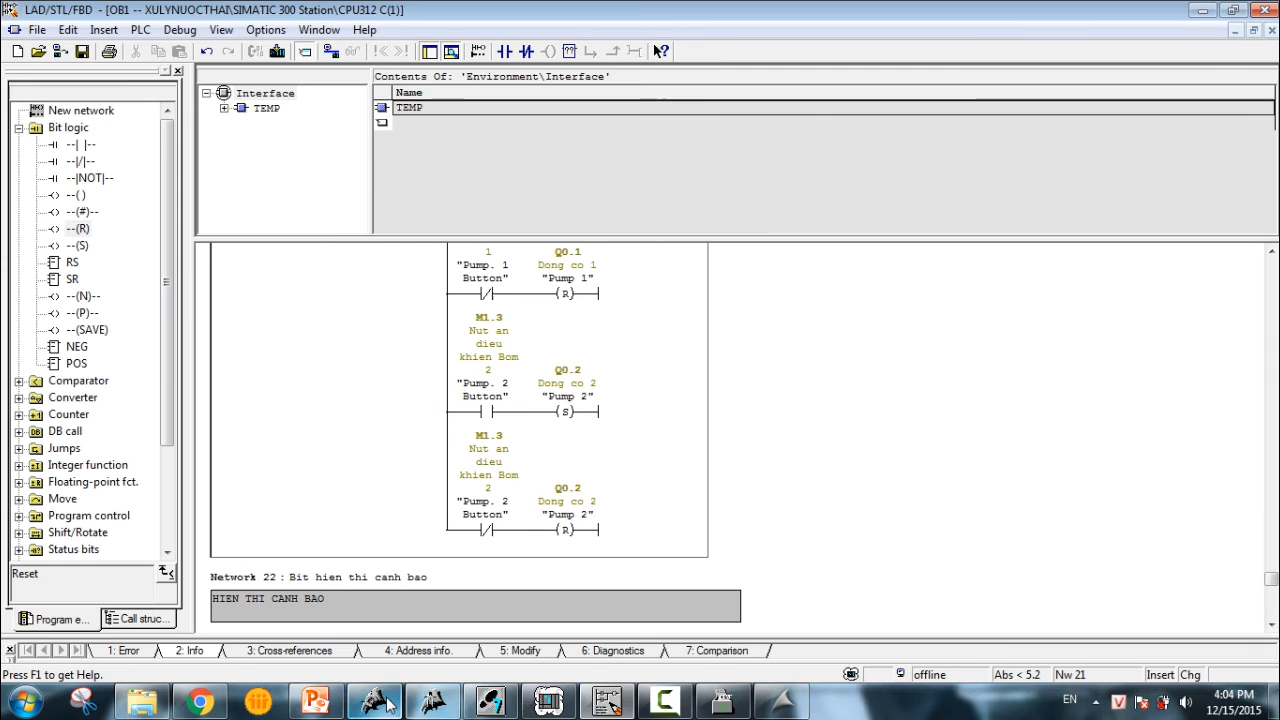 LAD/STL/FBD - [OB1 -- XULYNUOCTHAI\SIMATIC 300 Station\CPU312 C(1)]
File Edit Insert PLC Debug View Options Window Help
Contents Of: 'Environment\Interface'
Interface
TEMP
Name
TEMP
New network
Bit logic
--| |--
--|/|--
--|NOT|--
--( )
--(#)--
--(R)
--(S)
RS
SR
--(N)--
--(P)--
--(SAVE)
NEG
POS
Comparator
Converter
Counter
DB call
Jumps
Integer function
Floating-point fct.
Move
Program control
Shift/Rotate
Status bits
Reset
Program e...
Call struc...
1 Q0.1
"Pump. 1 Dong co 1
Button" "Pump 1"
R
M1.3
Nut an
dieu
khien Bom
2 Q0.2
"Pump. 2 Dong co 2
Button" "Pump 2"
S
M1.3
Nut an
dieu
khien Bom
2 Q0.2
"Pump. 2 Dong co 2
Button" "Pump 2"
R
Network 22 : Bit hien thi canh bao
HIEN THI CANH BAO
1: Error 2: Info 3: Cross-references 4: Address info. 5: Modify 6: Diagnostics 7: Comparison
Press F1 to get Help.
offline Abs < 5.2 Nw 21 Insert Chg
EN
4:04 PM
12/15/2015